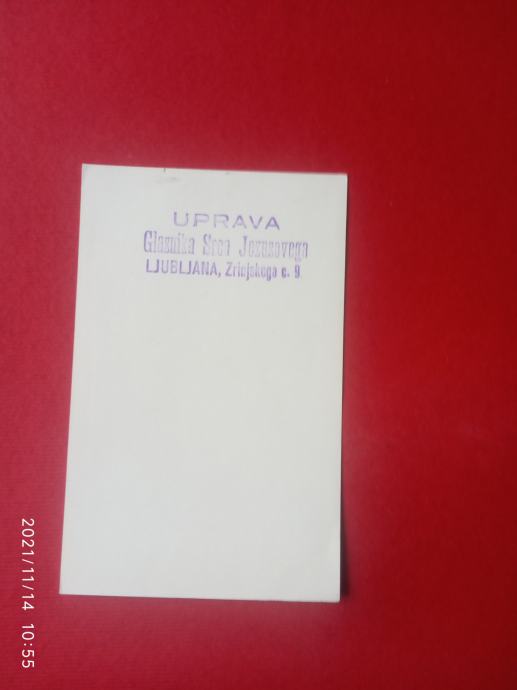 UPRAVA
Glasnika Srca Jezusovega
LJUBLJANA, Zrinjskega c. 9
2021/11/14 10:55